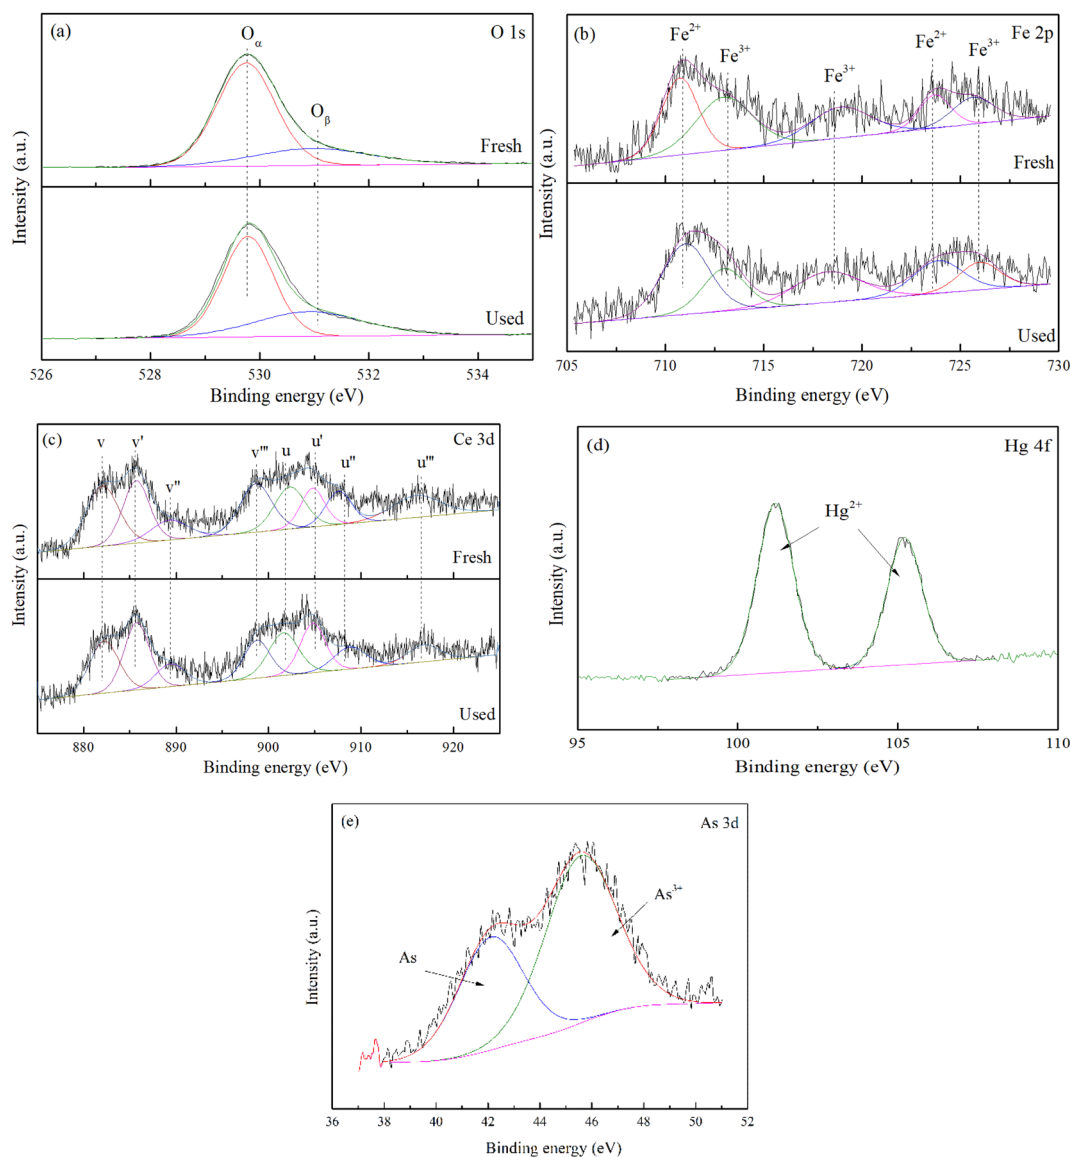 (a)
O 1s
Oα
Oβ
Fresh
Used
Intensity (a.u.)
526 528 530 532 534
Binding energy (eV)
(b)
Fe 2p
Fe2+
Fe3+
Fe3+
Fe2+
Fe3+
Fresh
Used
Intensity (a.u.)
705 710 715 720 725 730
Binding energy (eV)
(c)
Ce 3d
v v' v'' v''' u u' u'' u'''
Fresh
Used
Intensity (a.u.)
880 890 900 910 920
Binding energy (eV)
(d)
Hg 4f
Hg2+
Intensity (a.u.)
95 100 105 110
Binding energy (eV)
(e)
As 3d
As
As3+
Intensity (a.u.)
36 38 40 42 44 46 48 50 52
Binding energy (eV)